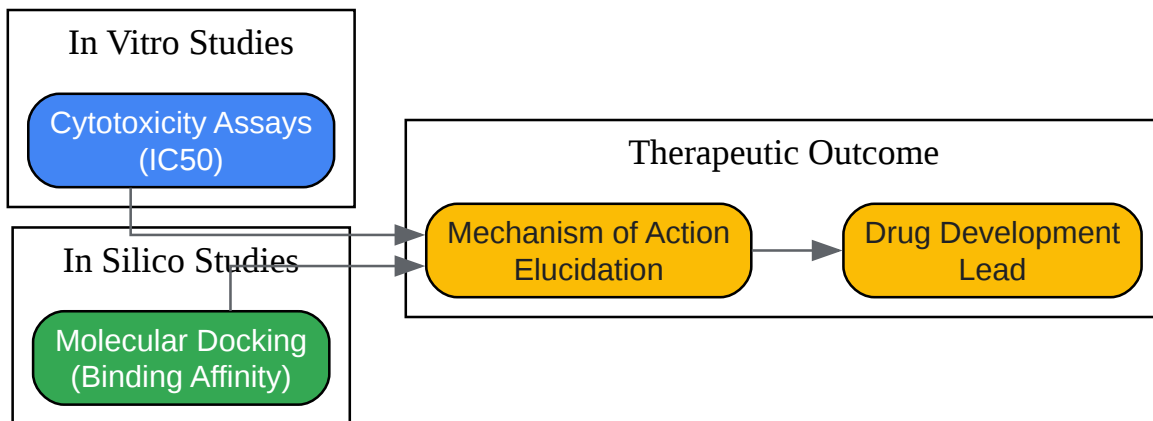 In Vitro Studies
Cytotoxicity Assays
(IC50)
In Silico Studies
Molecular Docking
(Binding Affinity)
Therapeutic Outcome
Mechanism of Action
Elucidation
Drug Development
Lead